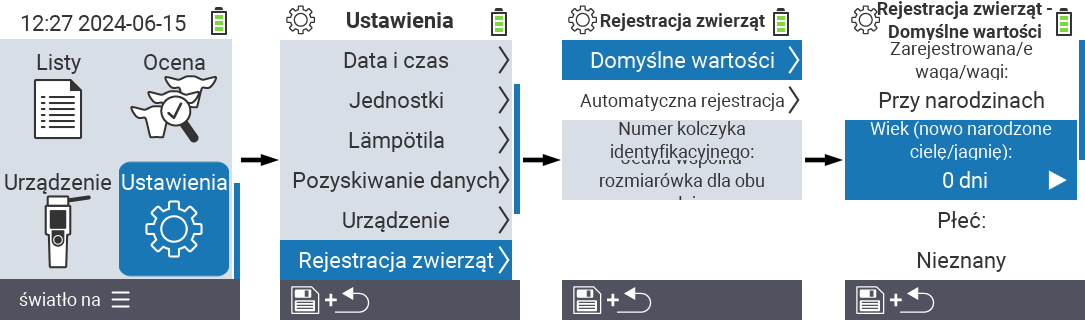 12:27 2024-06-15
Listy
Ocena
Urządzenie
Ustawienia
światło na
Ustawienia
Data i czas
Jednostki
Lämpötila
Pozyskiwanie danych
Urządzenie
Rejestracja zwierząt
Rejestracja zwierząt
Domyślne wartości
Automatyczna rejestracja
Numer kolczyka
identyfikacyjnego:
rozmiarówka dla obu
Rejestracja zwierząt -
Domyślne wartości
Zarejestrowana/e
waga/wagi:
Przy narodzinach
Wiek (nowo narodzone
cielę/jagnię):
0 dni
Płeć:
Nieznany